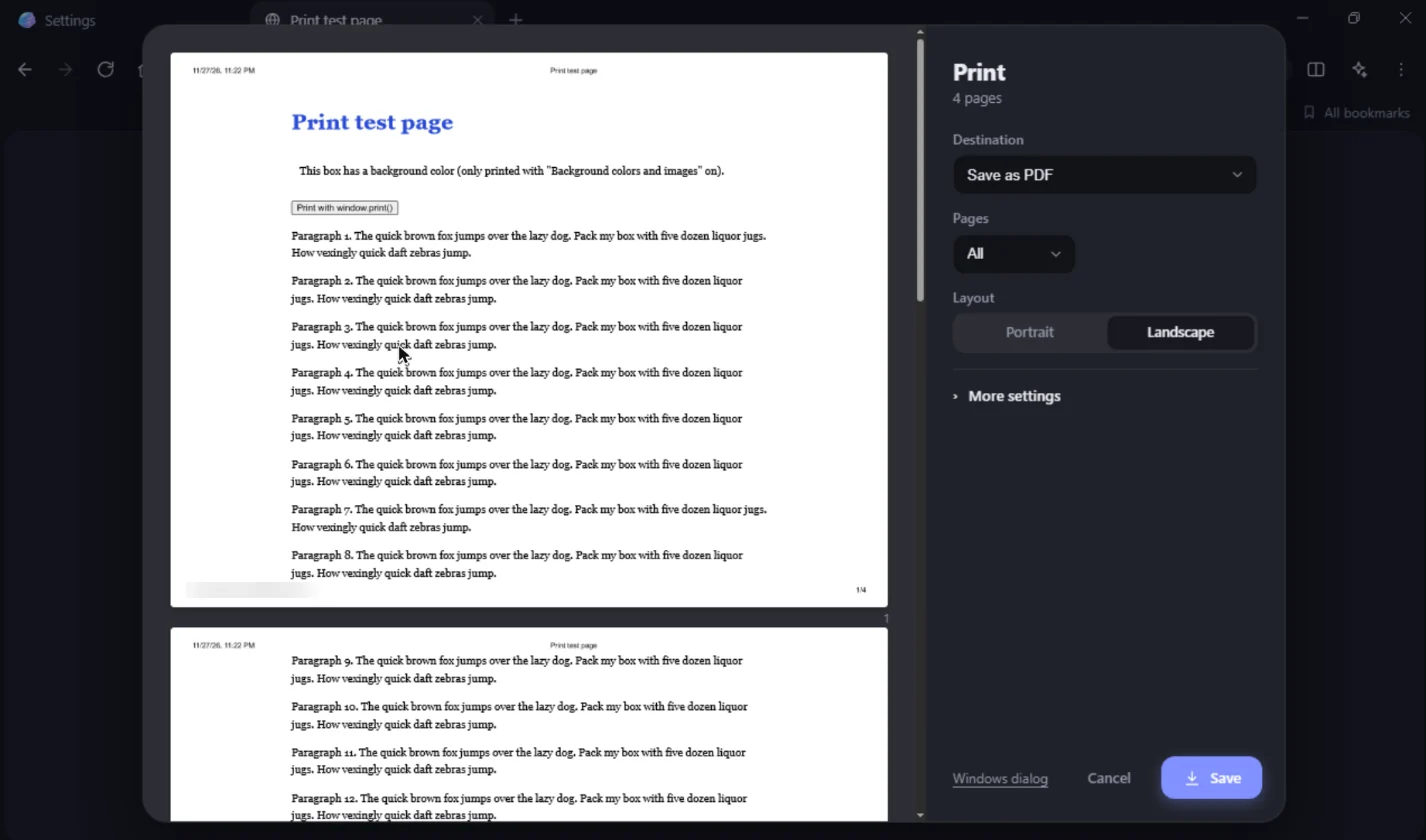 Settings
Print test page
All bookmarks
11/27/26, 11:22 PM
Print test page
Print test page
This box has a background color (only printed with "Background colors and images" on).
Print with window.print()
Paragraph 1. The quick brown fox jumps over the lazy dog. Pack my box with five dozen liquor jugs.
How vexingly quick daft zebras jump.
Paragraph 2. The quick brown fox jumps over the lazy dog. Pack my box with five dozen liquor
jugs. How vexingly quick daft zebras jump.
Paragraph 3. The quick brown fox jumps over the lazy dog. Pack my box with five dozen liquor
jugs. How vexingly quick daft zebras jump.
Paragraph 4. The quick brown fox jumps over the lazy dog. Pack my box with five dozen liquor
jugs. How vexingly quick daft zebras jump.
Paragraph 5. The quick brown fox jumps over the lazy dog. Pack my box with five dozen liquor
jugs. How vexingly quick daft zebras jump.
Paragraph 6. The quick brown fox jumps over the lazy dog. Pack my box with five dozen liquor
jugs. How vexingly quick daft zebras jump.
Paragraph 7. The quick brown fox jumps over the lazy dog. Pack my box with five dozen liquor jugs.
How vexingly quick daft zebras jump.
Paragraph 8. The quick brown fox jumps over the lazy dog. Pack my box with five dozen liquor
jugs. How vexingly quick daft zebras jump.
1/4
1
11/27/26, 11:22 PM
Print test page
Paragraph 9. The quick brown fox jumps over the lazy dog. Pack my box with five dozen liquor
jugs. How vexingly quick daft zebras jump.
Paragraph 10. The quick brown fox jumps over the lazy dog. Pack my box with five dozen liquor
jugs. How vexingly quick daft zebras jump.
Paragraph 11. The quick brown fox jumps over the lazy dog. Pack my box with five dozen liquor
jugs. How vexingly quick daft zebras jump.
Paragraph 12. The quick brown fox jumps over the lazy dog. Pack my box with five dozen liquor
jugs. How vexingly quick daft zebras jump.
Print
4 pages
Destination
Save as PDF
Pages
All
Layout
Portrait
Landscape
More settings
Windows dialog
Cancel
Save